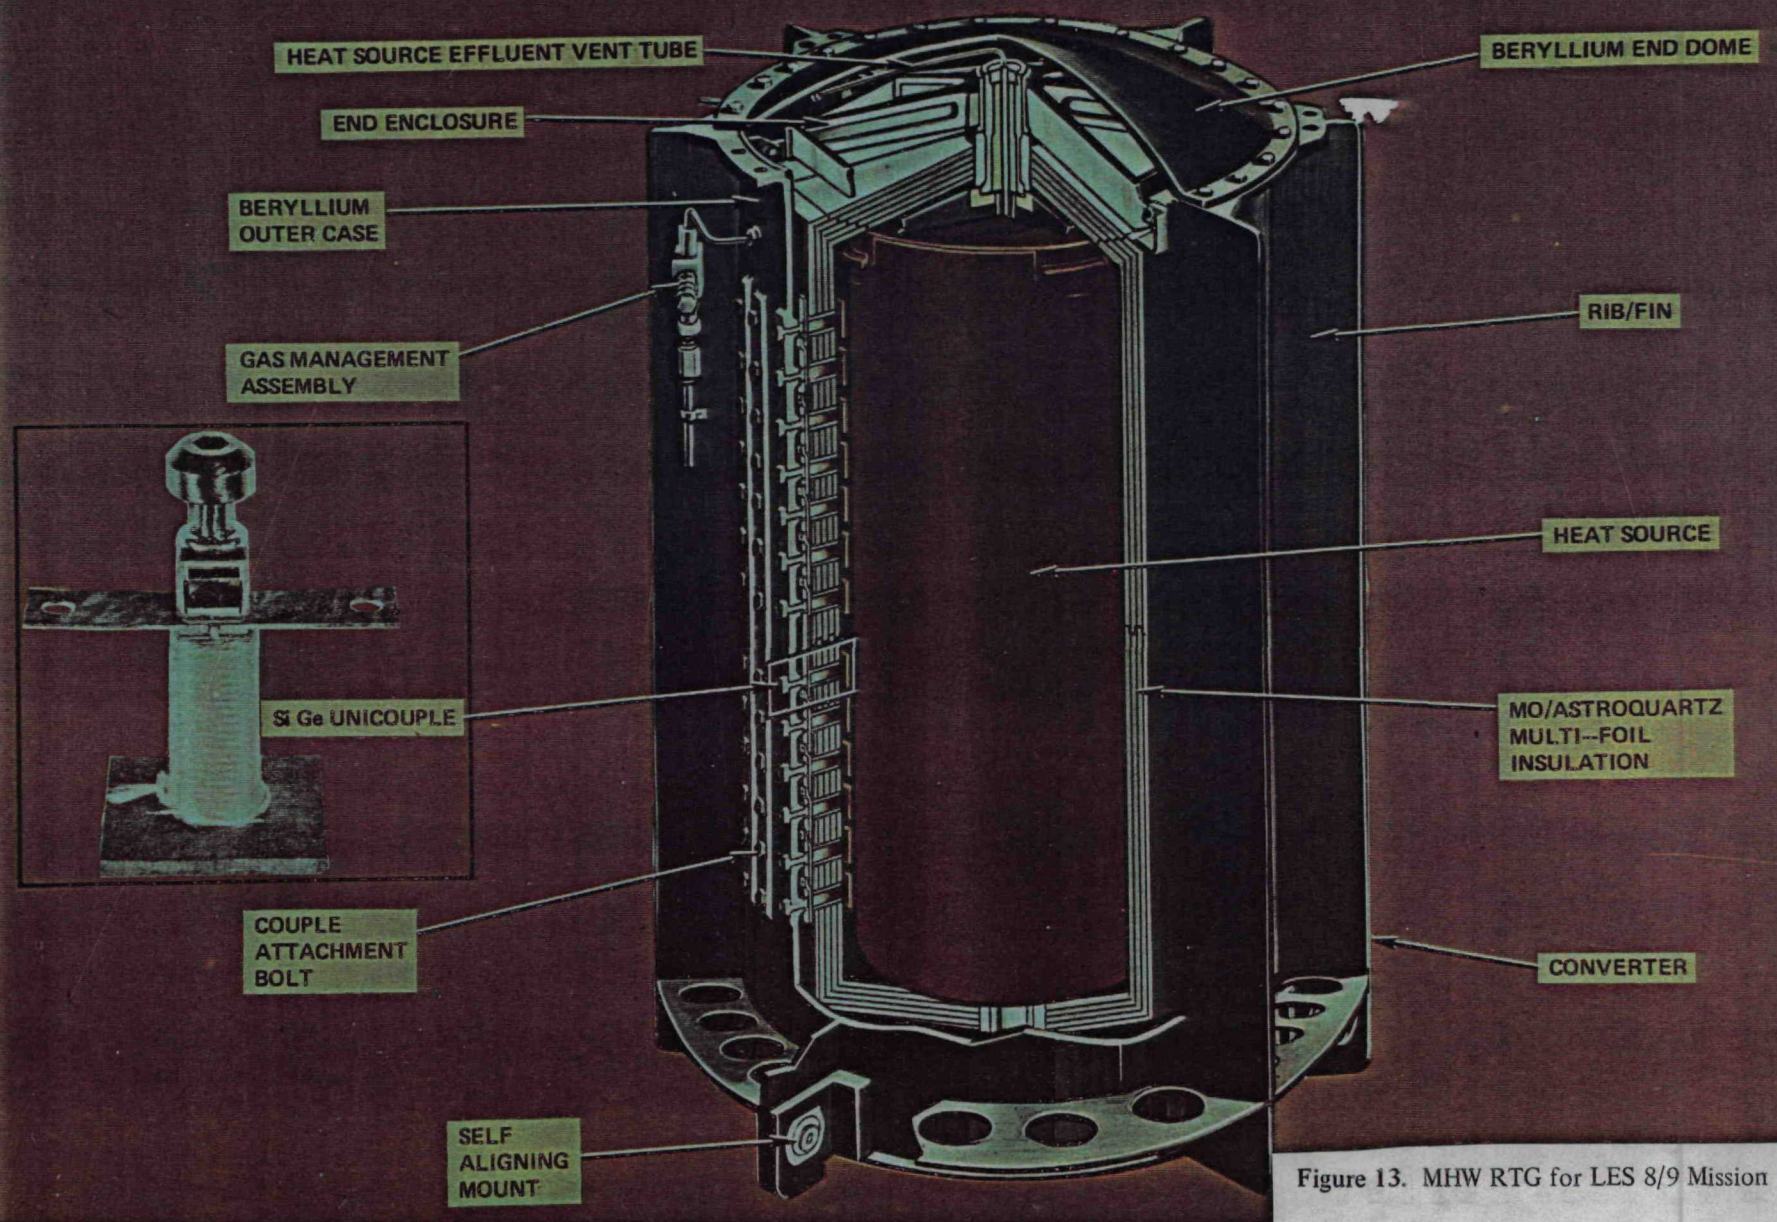 HEAT SOURCE EFFLUENT VENT TUBE
BERYLLIUM END DOME
END ENCLOSURE
BERYLLIUM
OUTER CASE
RIB/FIN
GAS MANAGEMENT
ASSEMBLY
HEAT SOURCE
Si Ge UNICOUPLE
MO/ASTROQUARTZ
MULTI--FOIL
INSULATION
COUPLE
ATTACHMENT
BOLT
CONVERTER
SELF
ALIGNING
MOUNT
Figure 13. MHW RTG for LES 8/9 Mission